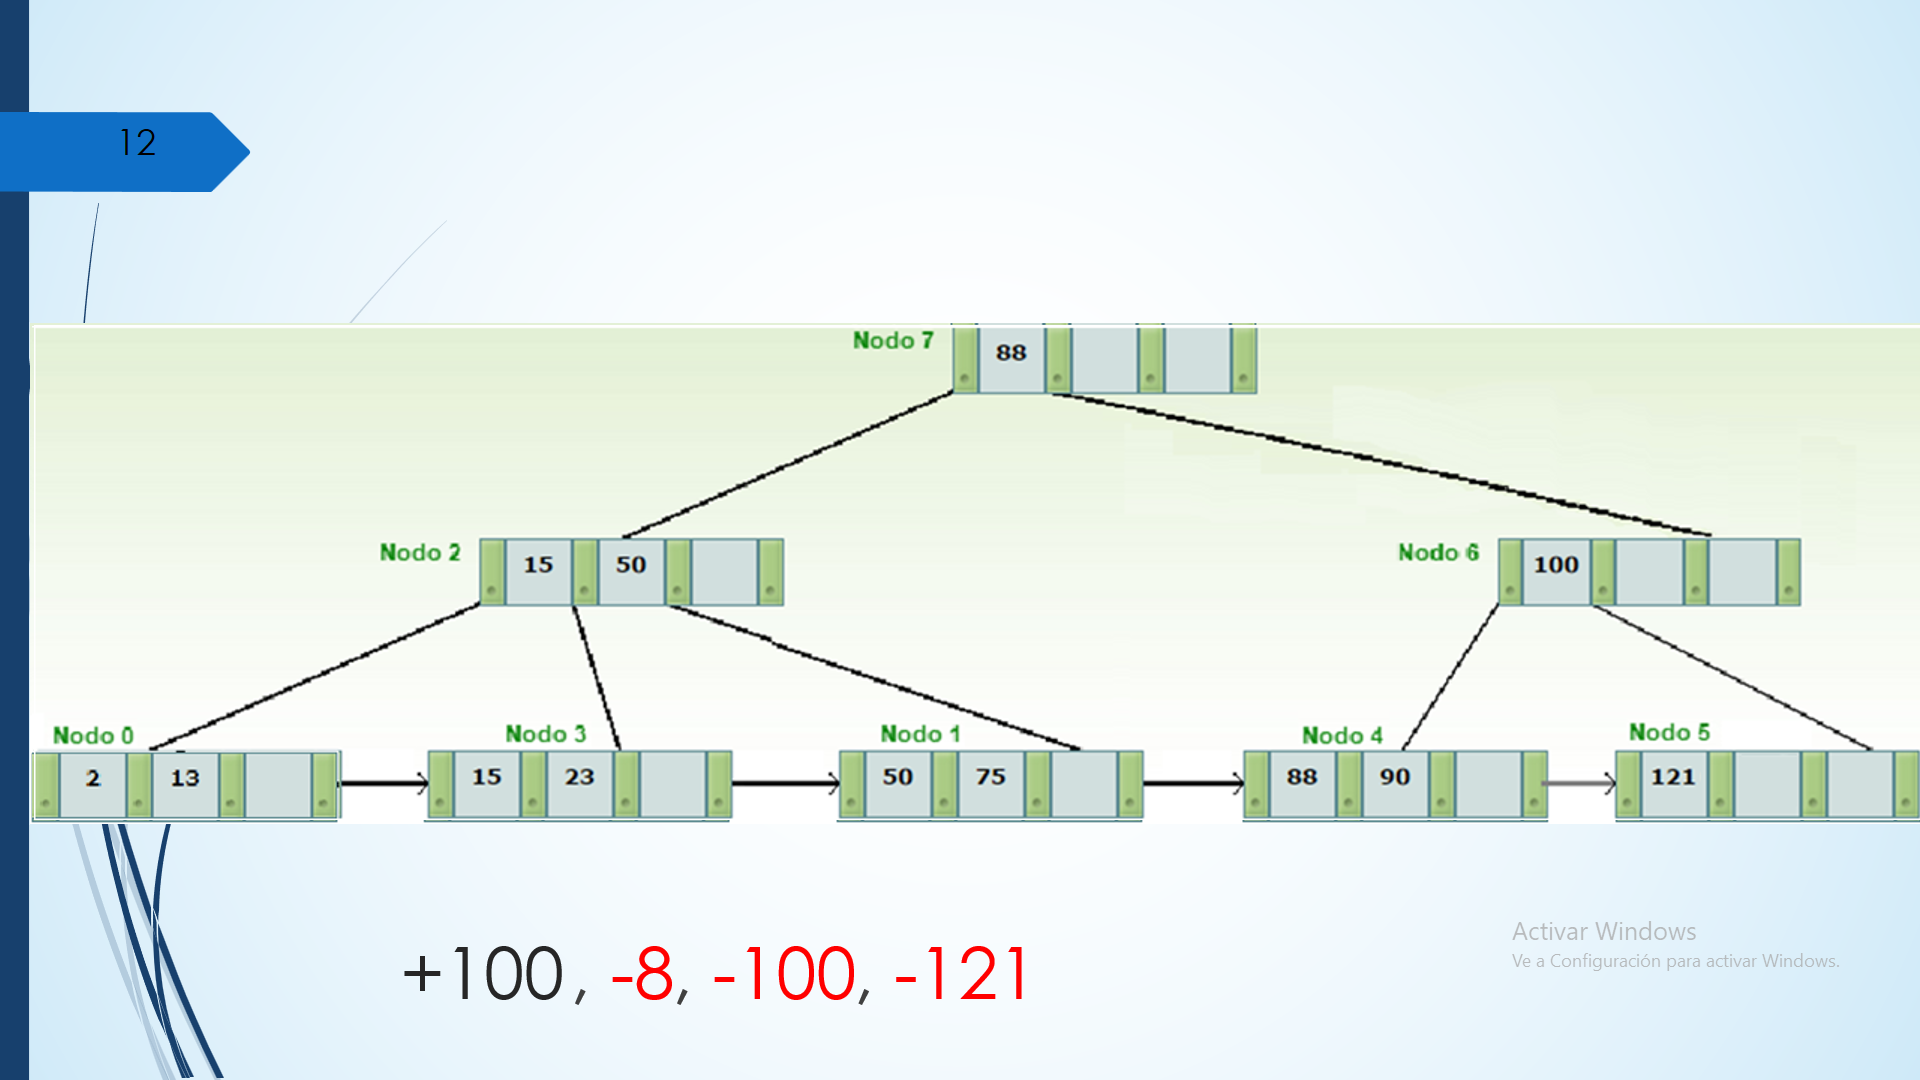 12
Nodo 7
88
Nodo 2
15 50
Nodo 6
100
Nodo 0
2 13
Nodo 3
15 23
Nodo 1
50 75
Nodo 4
88 90
Nodo 5
121
+100, -8, -100, -121
Activar Windows
Ve a Configuración para activar Windows.